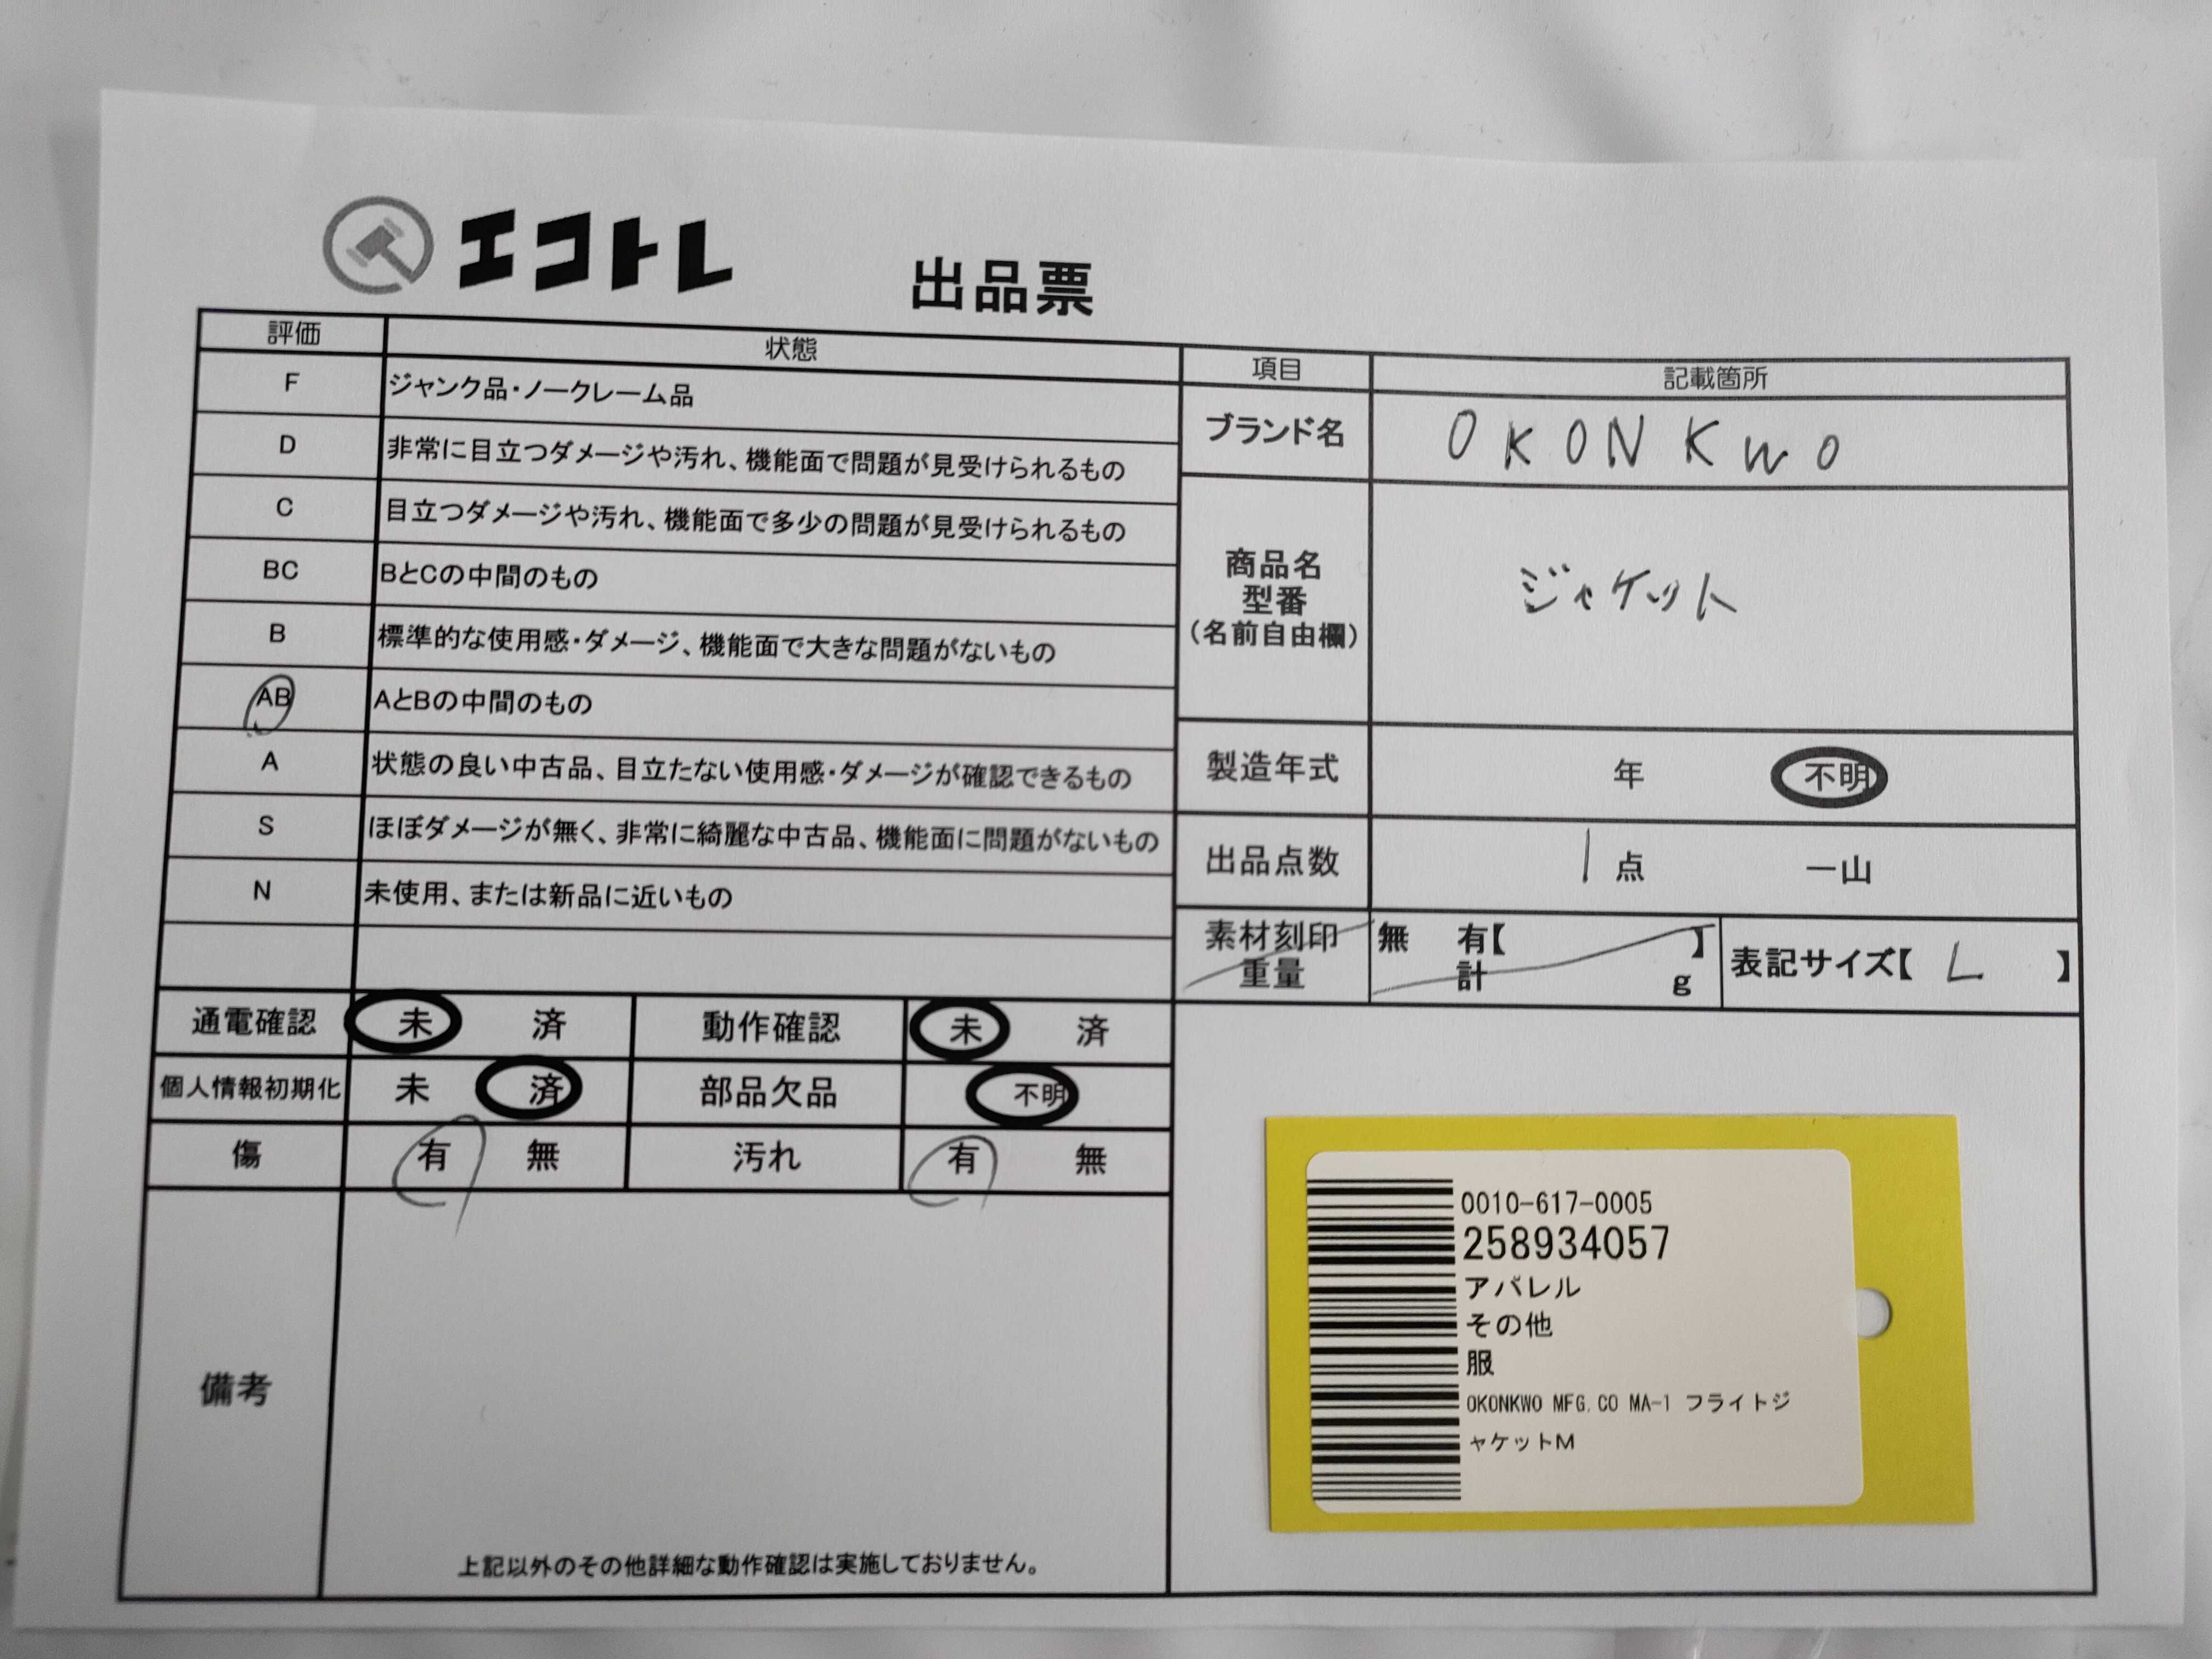 エコトレ
出品票
評価 状態
F ジャンク品・ノークレーム品
D 非常に目立つダメージや汚れ、機能面で問題が見受けられるもの
C 目立つダメージや汚れ、機能面で多少の問題が見受けられるもの
BC BとCの中間のもの
B 標準的な使用感・ダメージ、機能面で大きな問題がないもの
AB AとBの中間のもの
A 状態の良い中古品、目立たない使用感・ダメージが確認できるもの
S ほぼダメージが無く、非常に綺麗な中古品、機能面に問題がないもの
N 未使用、または新品に近いもの
項目 記載箇所
ブランド名 OKONKWO
商品名
型番
（名前自由欄）
ジャケット
製造年式 年 不明
出品点数 1 点 一山
素材刻印 無 有【 】
重量 計 g
表記サイズ【 L 】
通電確認 未 済 動作確認 未 済
個人情報初期化 未 済 部品欠品 不明
傷 有 無 汚れ 有 無
備考
上記以外のその他詳細な動作確認は実施しておりません。
0010-617-0005
258934057
アパレル
その他
服
OKONKWO MFG.CO MA-1 フライトジ
ャケットM